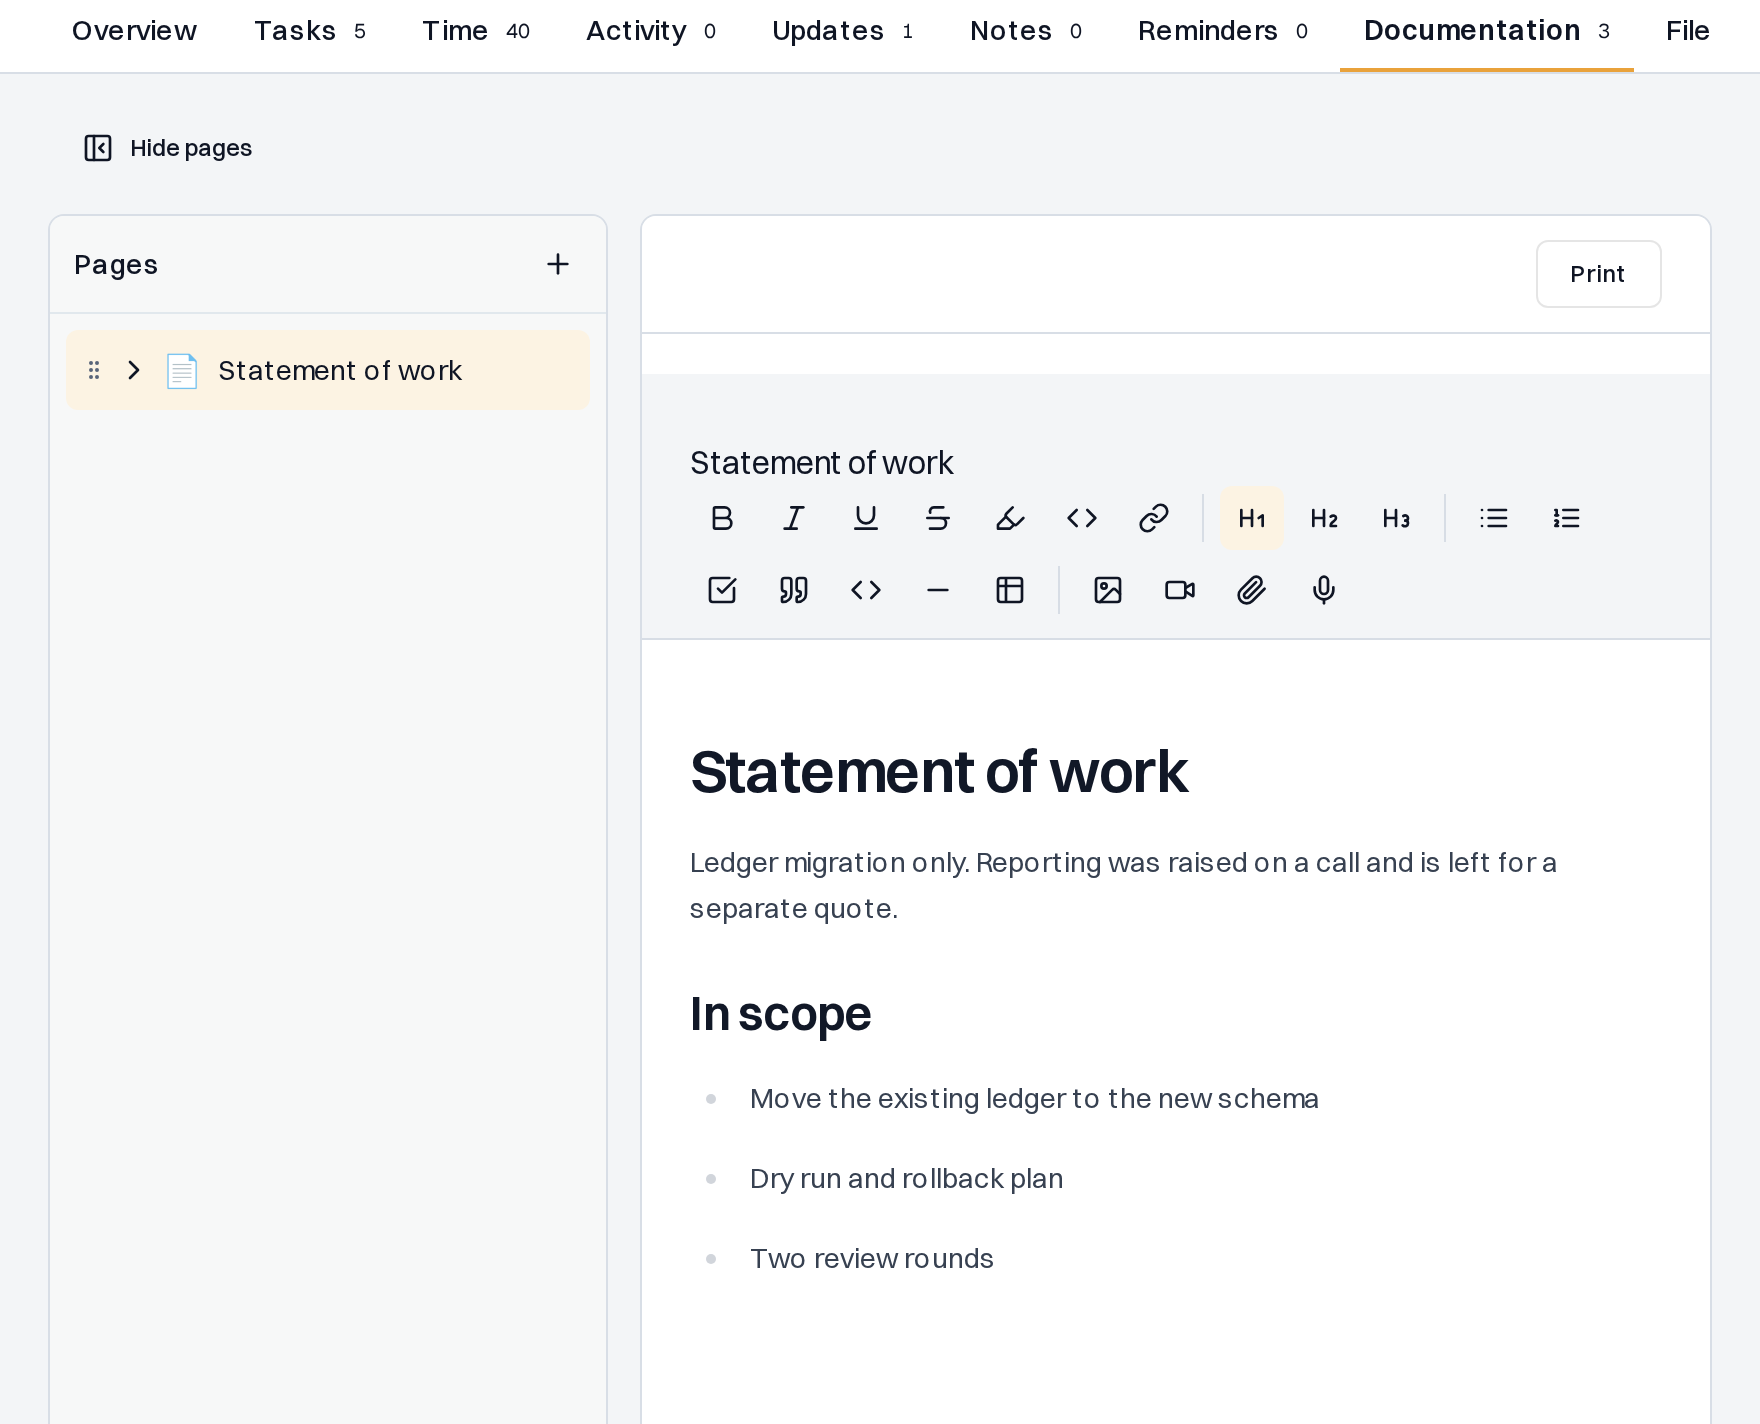 Overview Tasks 5 Time 40 Activity 0 Updates 1 Notes 0 Reminders 0 Documentation 3 File
Hide pages
Pages
Print
Statement of work
Statement of work
H1 H2 H3
Statement of work
Ledger migration only. Reporting was raised on a call and is left for a
separate quote.
In scope
Move the existing ledger to the new schema
Dry run and rollback plan
Two review rounds